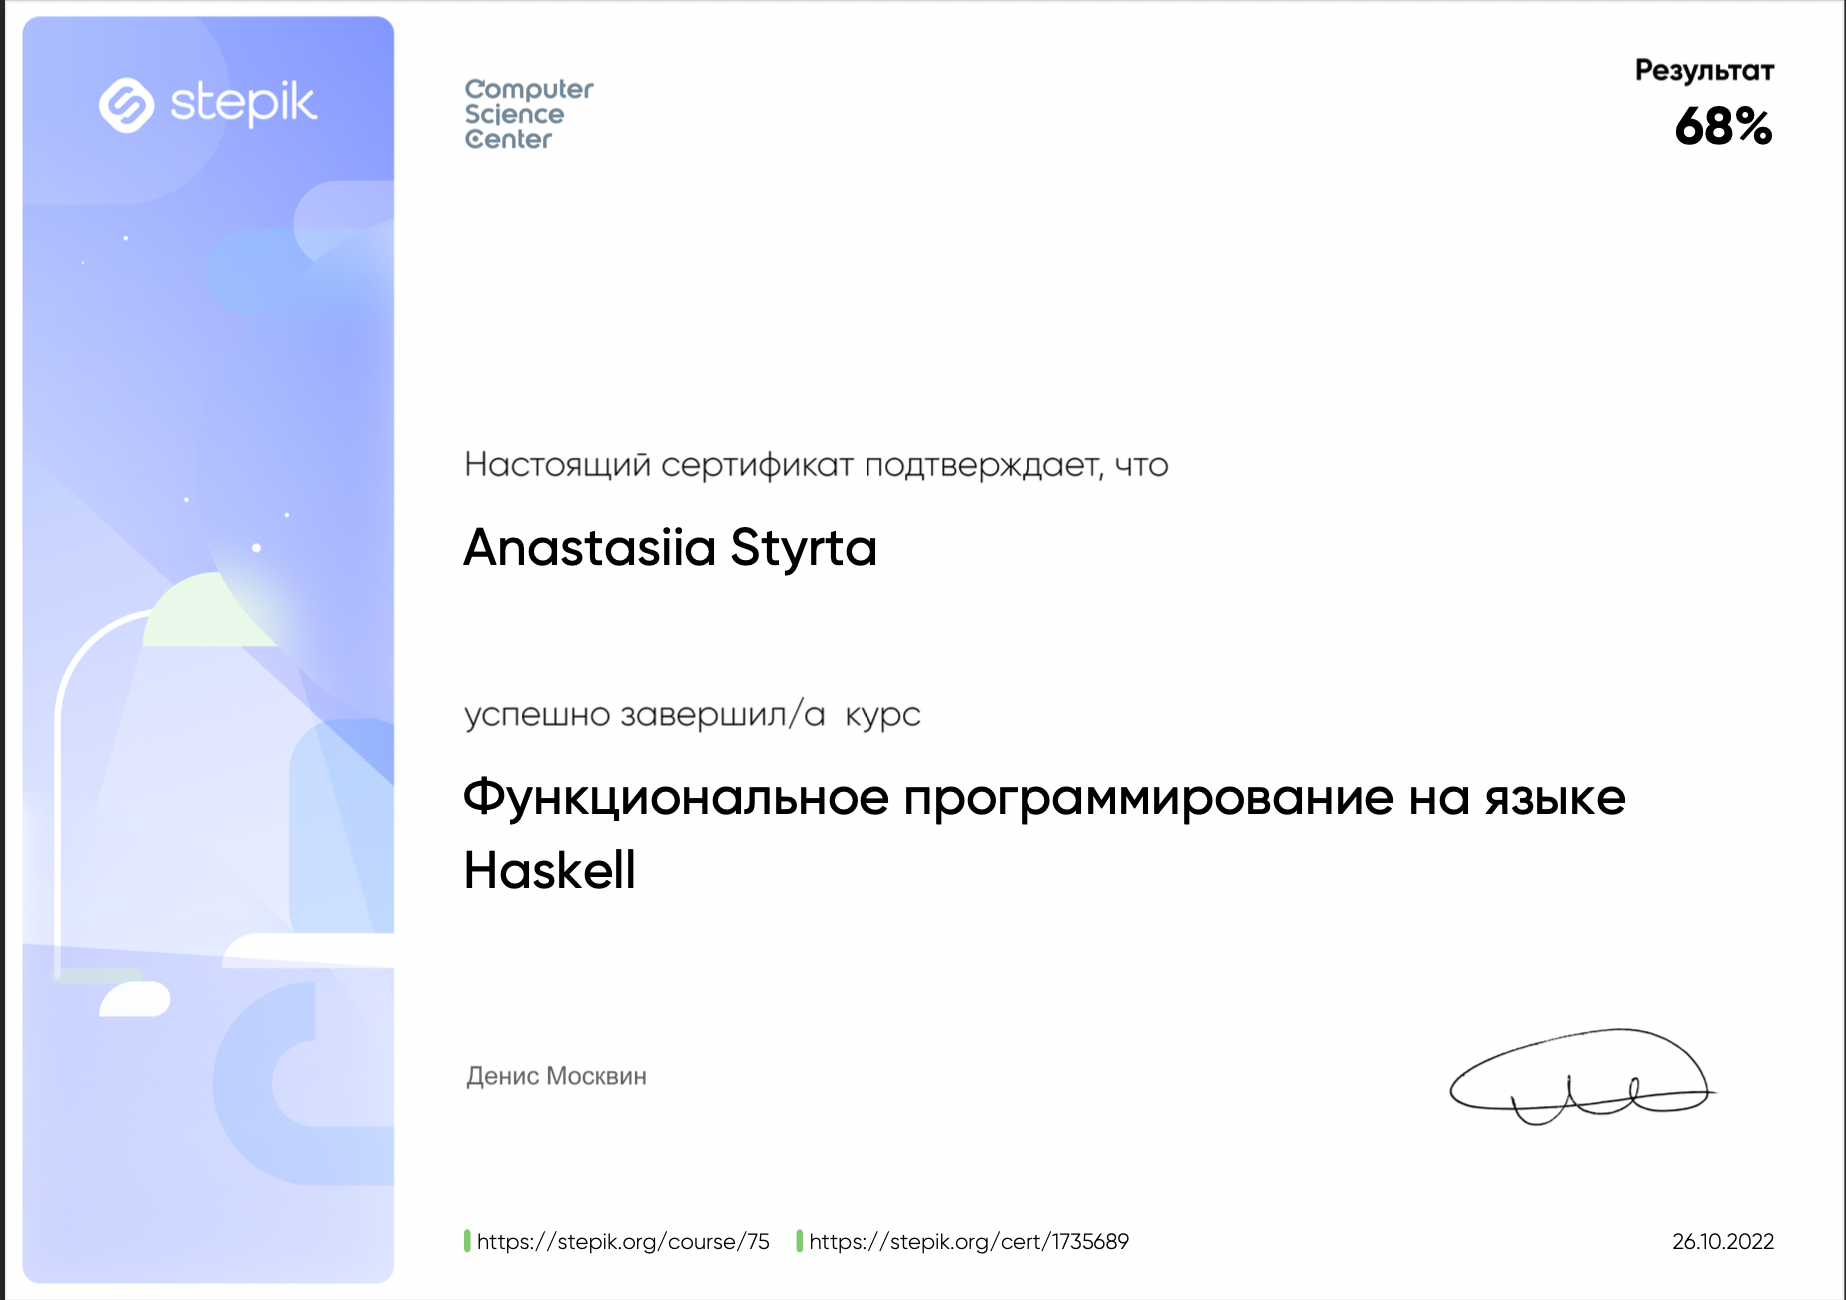 stepik
Computer
Science
Center
Результат
68%
Настоящий сертификат подтверждает, что
Anastasiia Styrta
успешно завершил/а курс
Функциональное программирование на языке
Haskell
Денис Москвин
https://stepik.org/course/75 https://stepik.org/cert/1735689
26.10.2022